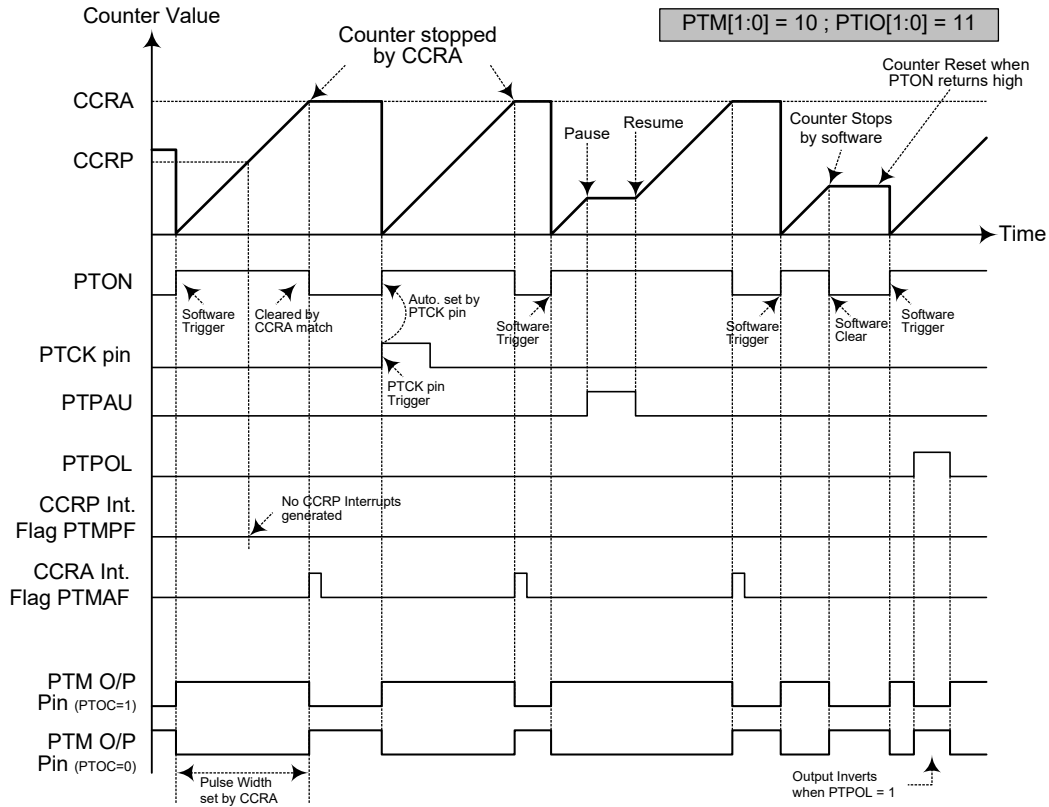 Counter Value
PTM[1:0] = 10 ; PTIO[1:0] = 11
Counter stopped
by CCRA
Counter Reset when
PTON returns high
CCRA
Counter Stops
by software
Pause
Resume
CCRP
Time
PTON
Software
Trigger
Cleared by
CCRA match
Auto. set by
PTCK pin
Software
Trigger
Software
Trigger
Software
Clear
Software
Trigger
PTCK pin
PTCK pin
Trigger
PTPAU
PTPOL
CCRP Int.
Flag PTMPF
No CCRP Interrupts
generated
CCRA Int.
Flag PTMAF
PTM O/P
Pin (PTOC=1)
PTM O/P
Pin (PTOC=0)
Pulse Width
set by CCRA
Output Inverts
when PTPOL = 1